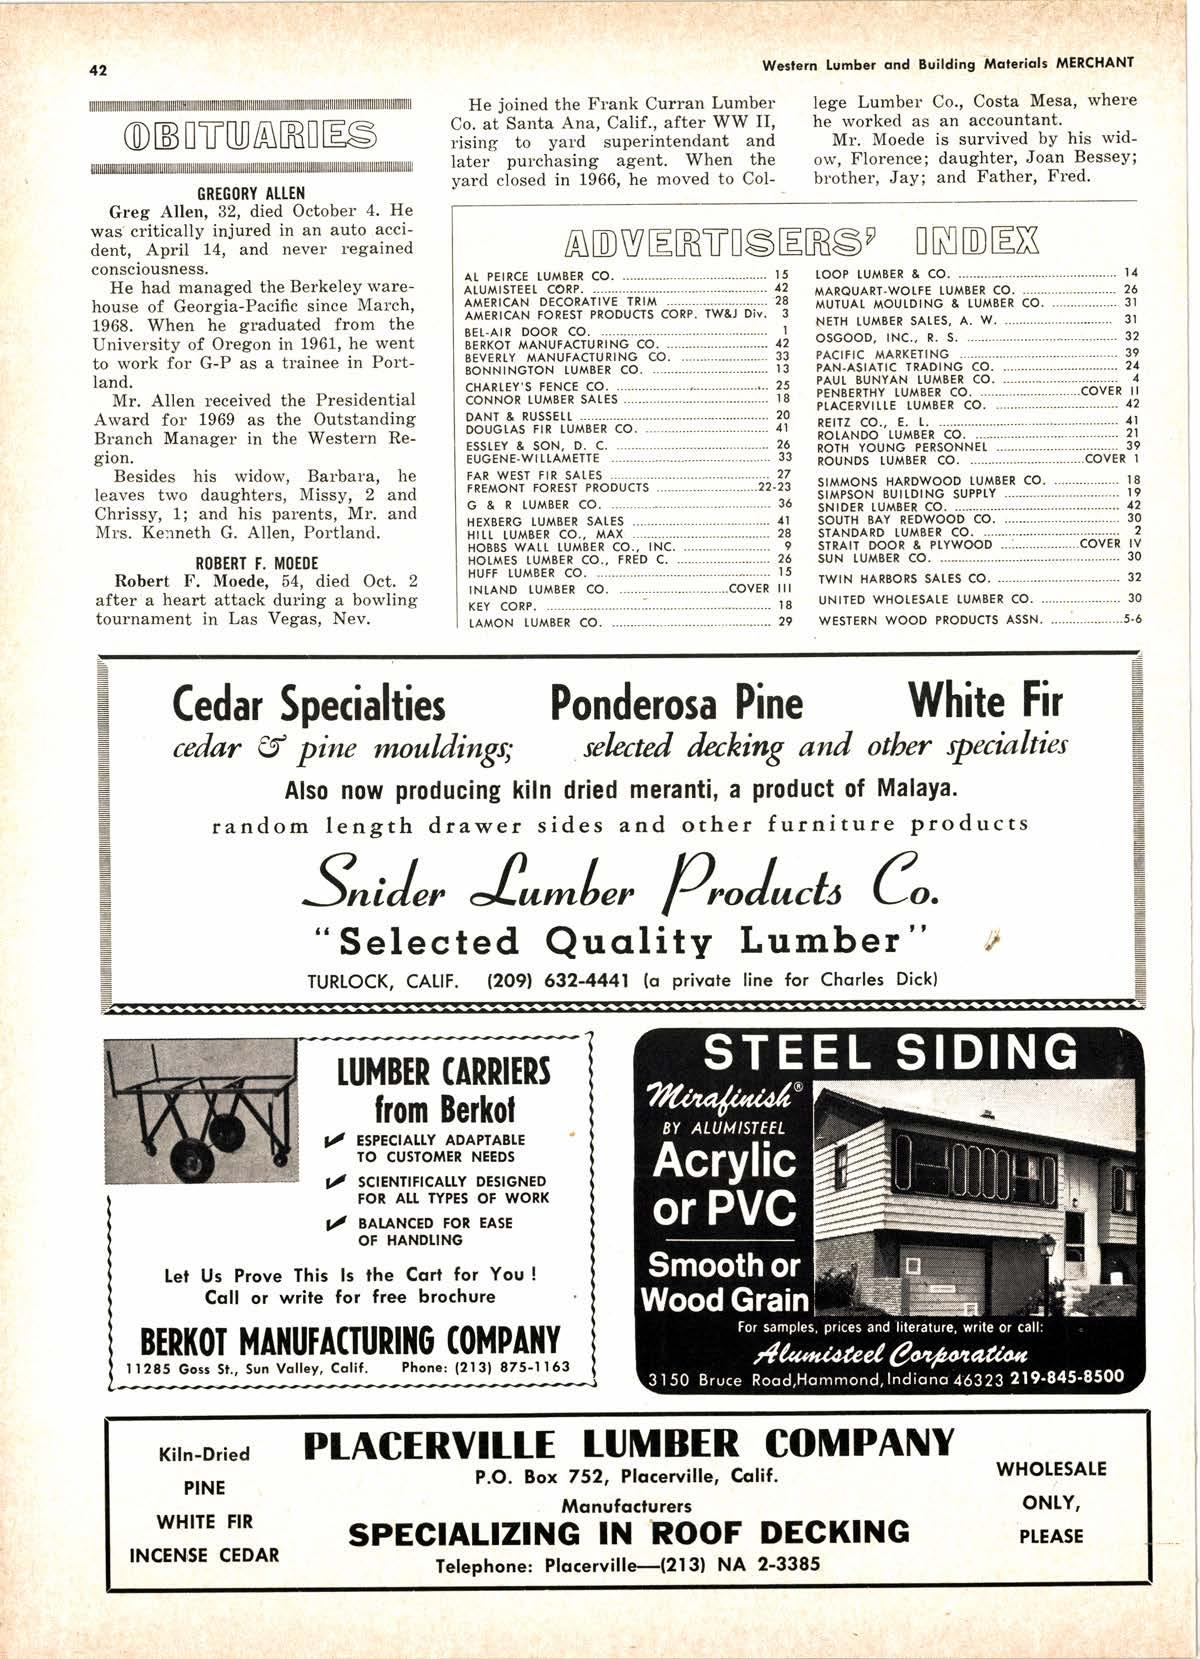 42
Western Lumber and Building Materials MERCHANT
OBITUARIES
GREGORY ALLEN
Greg Allen, 32, died October 4. He
was critically injured in an auto acci-
dent, April 14, and never regained
consciousness.
He had managed the Berkeley ware-
house of Georgia-Pacific since March,
1968. When he graduated from the
University of Oregon in 1961, he went
to work for G-P as a trainee in Port-
land.
Mr. Allen received the Presidential
Award for 1969 as the Outstanding
Branch Manager in the Western Re-
gion.
Besides his widow, Barbara, he
leaves two daughters, Missy, 2 and
Chrissy, 1; and his parents, Mr. and
Mrs. Kenneth G. Allen, Portland.
ROBERT F. MOEDE
Robert F. Moede, 54, died Oct. 2
after a heart attack during a bowling
tournament in Las Vegas, Nev.
He joined the Frank Curran Lumber
Co. at Santa Ana, Calif., after WW II,
rising to yard superintendant and
later purchasing agent. When the
yard closed in 1966, he moved to Col-
lege Lumber Co., Costa Mesa, where
he worked as an accountant.
Mr. Moede is survived by his wid-
ow, Florence; daughter, Joan Bessey;
brother, Jay; and Father, Fred.
ADVERTISERS' INDEX
AL PEIRCE LUMBER CO. 15
ALUMISTEEL CORP. 42
AMERICAN DECORATIVE TRIM 28
AMERICAN FOREST PRODUCTS CORP. TW&J Div. 3
BEL-AIR DOOR CO. 1
BERKOT MANUFACTURING CO. 42
BEVERLY MANUFACTURING CO. 33
BONNINGTON LUMBER CO. 13
CHARLEY'S FENCE CO. 25
CONNOR LUMBER SALES 18
DANT & RUSSELL 20
DOUGLAS FIR LUMBER CO. 41
ESSLEY & SON, D. C. 26
EUGENE-WILLAMETTE 33
FAR WEST FIR SALES 27
FREMONT FOREST PRODUCTS 22-23
G & R LUMBER CO. 36
HEXBERG LUMBER SALES 41
HILL LUMBER CO., MAX 28
HOBBS WALL LUMBER CO., INC. 9
HOLMES LUMBER CO., FRED C. 26
HUFF LUMBER CO. 15
INLAND LUMBER CO. COVER III
KEY CORP. 18
LAMON LUMBER CO. 29
LOOP LUMBER & CO. 14
MARQUART-WOLFE LUMBER CO. 26
MUTUAL MOULDING & LUMBER CO. 31
NETH LUMBER SALES, A. W. 31
OSGOOD, INC., R. S. 32
PACIFIC MARKETING 39
PAN-ASIATIC TRADING CO. 24
PAUL BUNYAN LUMBER CO. 4
PENBERTHY LUMBER CO. COVER II
PLACERVILLE LUMBER CO. 42
REITZ CO., E. L. 41
ROLANDO LUMBER CO. 21
ROTH YOUNG PERSONNEL 39
ROUNDS LUMBER CO. COVER 1
SIMMONS HARDWOOD LUMBER CO. 18
SIMPSON BUILDING SUPPLY 19
SNIDER LUMBER CO. 42
SOUTH BAY REDWOOD CO. 30
STANDARD LUMBER CO. 2
STRAIT DOOR & PLYWOOD COVER IV
SUN LUMBER CO. 30
TWIN HARBORS SALES CO. 32
UNITED WHOLESALE LUMBER CO. 30
WESTERN WOOD PRODUCTS ASSN. 5-6
Cedar Specialties Ponderosa Pine White Fir
cedar & pine mouldings; selected decking and other specialties
Also now producing kiln dried meranti, a product of Malaya.
random length drawer sides and other furniture products
Snider Lumber Products Co.
"Selected Quality Lumber"
TURLOCK, CALIF. (209) 632-4441 (a private line for Charles Dick)
LUMBER CARRIERS
from Berkot
ESPECIALLY ADAPTABLE
TO CUSTOMER NEEDS
SCIENTIFICALLY DESIGNED
FOR ALL TYPES OF WORK
BALANCED FOR EASE
OF HANDLING
Let Us Prove This Is the Cart for You!
Call or write for free brochure
BERKOT MANUFACTURING COMPANY
11285 Goss St., Sun Valley, Calif. Phone: (213) 875-1163
STEEL SIDING
Mirafinish®
BY ALUMISTEEL
Acrylic
or PVC
Smooth or
Wood Grain
For samples, prices and literature, write or call:
Alumisteel Corporation
3150 Bruce Road,Hammond, Indiana 46323 219-845-8500
Kiln-Dried
PINE
WHITE FIR
INCENSE CEDAR
PLACERVILLE LUMBER COMPANY
P.O. Box 752, Placerville, Calif.
Manufacturers
SPECIALIZING IN ROOF DECKING
Telephone: Placerville—(213) NA 2-3385
WHOLESALE
ONLY,
PLEASE